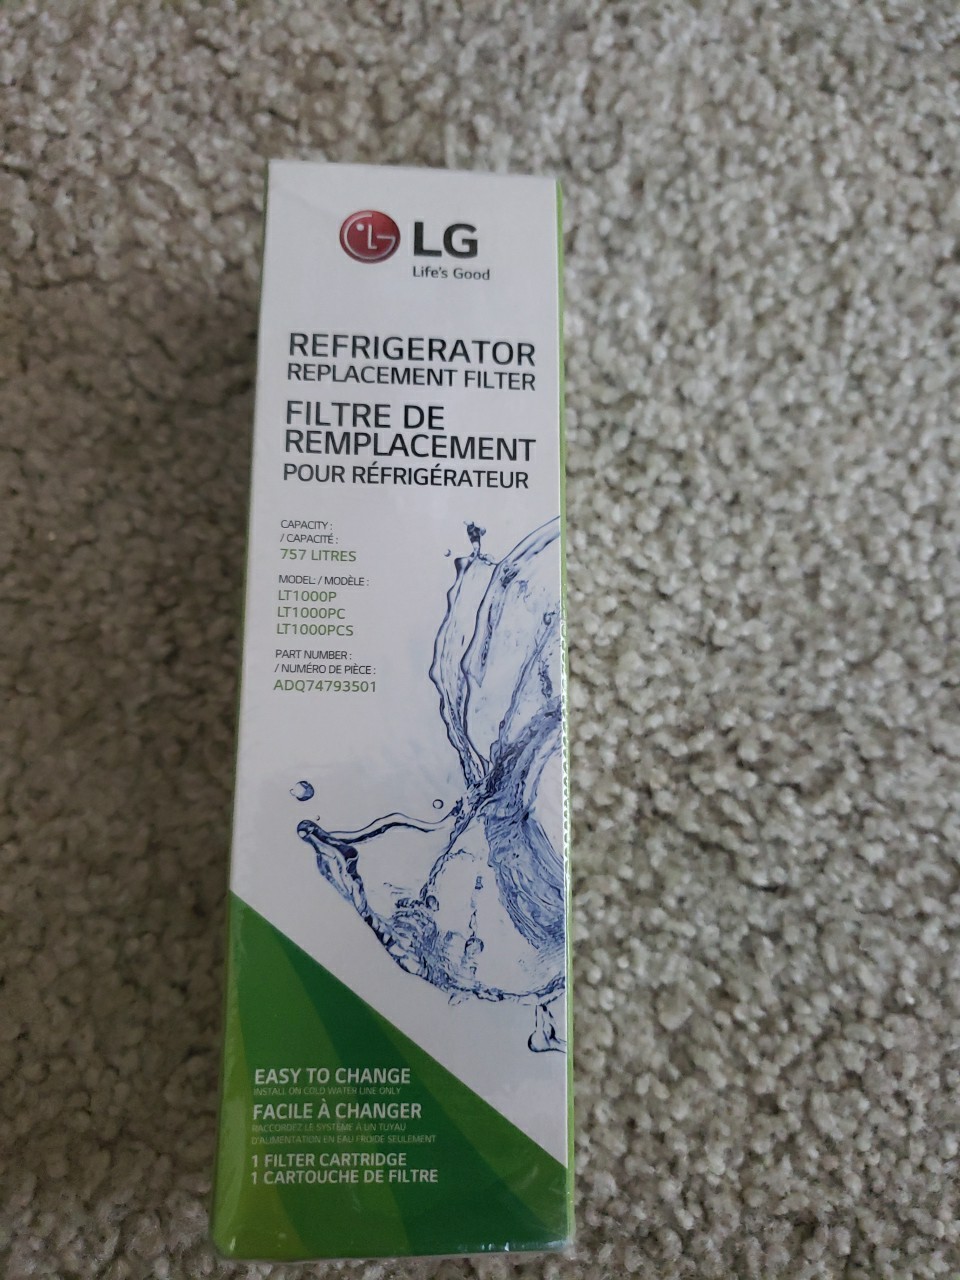 LG
Life's Good
REFRIGERATOR
REPLACEMENT FILTER
FILTRE DE
REMPLACEMENT
POUR RÉFRIGÉRATEUR
CAPACITY :
/ CAPACITÉ :
757 LITRES
MODEL: / MODÈLE :
LT1000P
LT1000PC
LT1000PCS
PART NUMBER :
/ NUMÉRO DE PIÈCE :
ADQ74793501
EASY TO CHANGE
INSTALL ON COLD WATER LINE ONLY
FACILE À CHANGER
RACCORDEZ LE SYSTÈME À UN TUYAU
D'ALIMENTATION EN EAU FROIDE SEULEMENT
1 FILTER CARTRIDGE
1 CARTOUCHE DE FILTRE